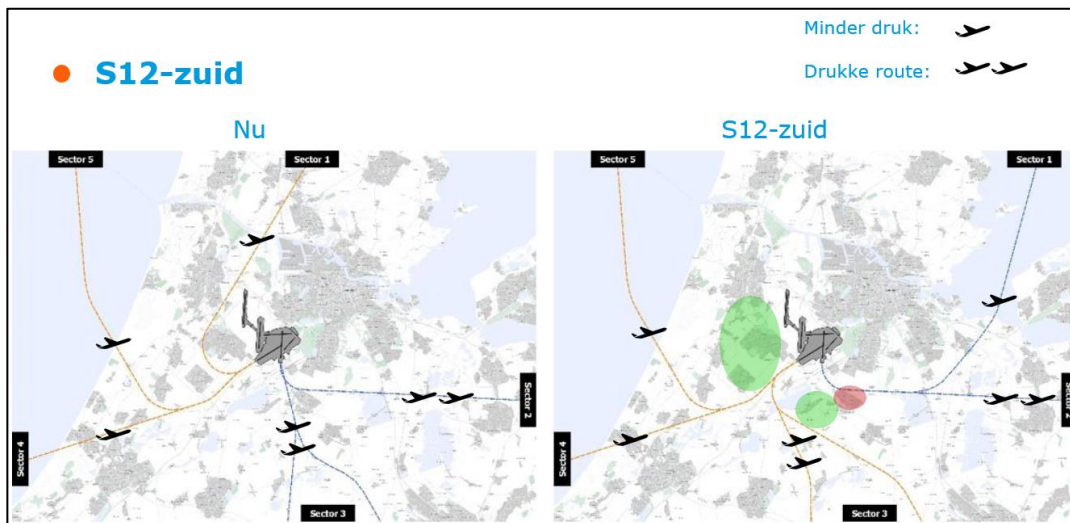 Minder druk:
Drukke route:
S12-zuid
Nu
S12-zuid
Sector 5
Sector 1
Sector 2
Sector 4
Sector 3
Sector 5
Sector 1
Sector 2
Sector 4
Sector 3